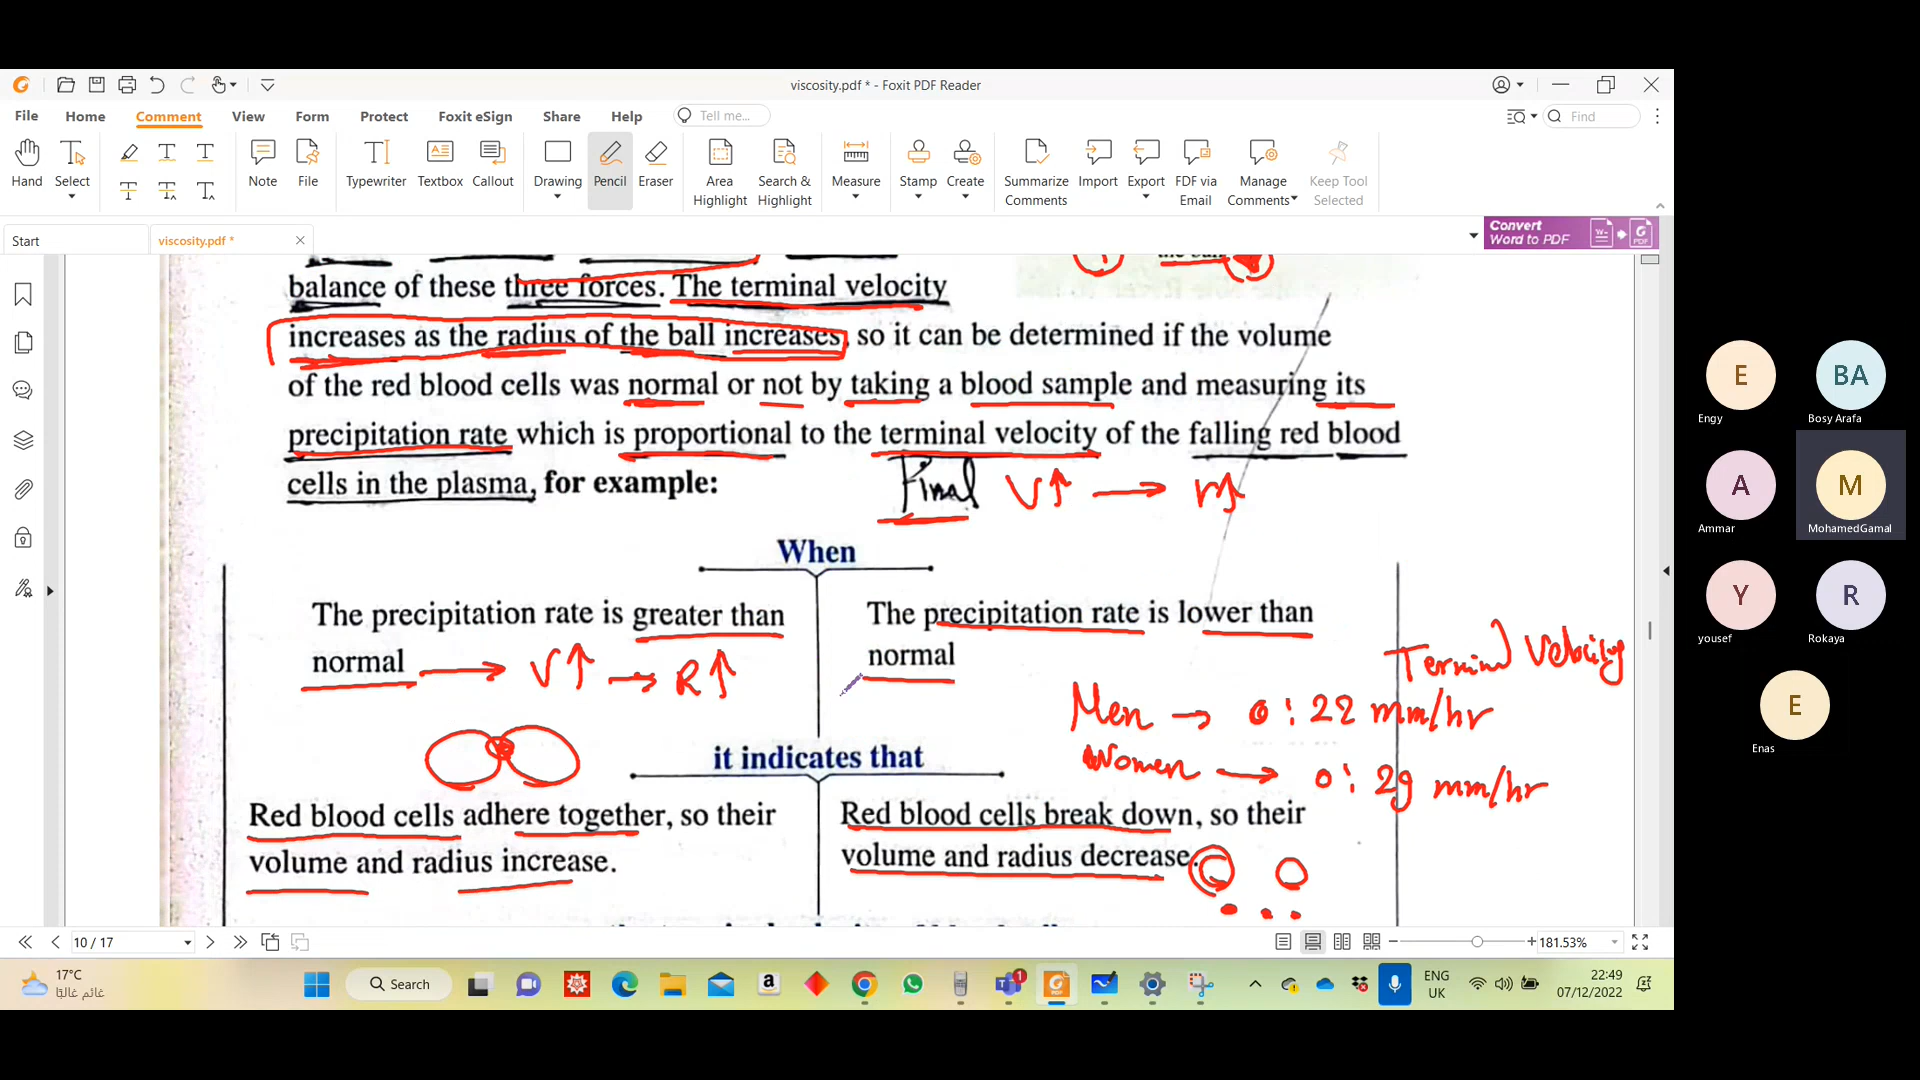 viscosity.pdf * - Foxit PDF Reader
File Home Comment View Form Protect Foxit eSign Share Help Tell me... Find
Hand Select Note File Typewriter Textbox Callout Drawing Pencil Eraser Area Highlight Search & Highlight Measure Stamp Create Summarize Comments Import Export FDF via Email Manage Comments Keep Tool Selected
Start viscosity.pdf *
Convert
Word to PDF
balance of these three forces. The terminal velocity
increases as the radius of the ball increases, so it can be determined if the volume
of the red blood cells was normal or not by taking a blood sample and measuring its
precipitation rate which is proportional to the terminal velocity of the falling red blood
cells in the plasma, for example:
Final V↑ → r↑
When
The precipitation rate is greater than
normal → V↑ → R↑
The precipitation rate is lower than
normal
Terminal Velocity
Men → 0 : 22 mm/hr
Women → 0 : 29 mm/hr
it indicates that
Red blood cells adhere together, so their
volume and radius increase.
Red blood cells break down, so their
volume and radius decrease.
10 / 17
181.53%
Engy
BA
Bosy Arafa
E
A
Ammar
M
MohamedGamal
Y
yousef
R
Rokaya
E
Enas
17°C
غائم غالبًا
Search
1
ENG
UK
22:49
07/12/2022